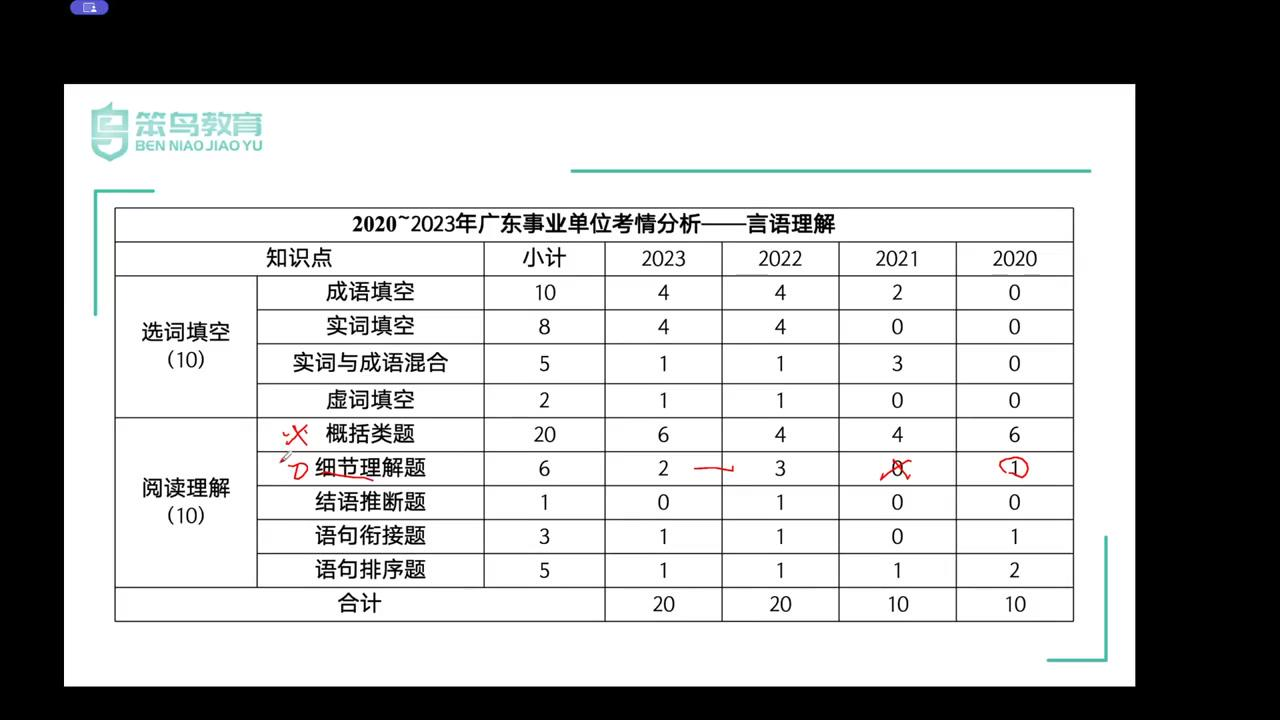 笨鸟教育
BEN NIAO JIAO YU
2020~2023年广东事业单位考情分析——言语理解
知识点 小计 2023 2022 2021 2020
选词填空
(10)
成语填空 10 4 4 2 0
实词填空 8 4 4 0 0
实词与成语混合 5 1 1 3 0
虚词填空 2 1 1 0 0
阅读理解
(10)
概括类题 20 6 4 4 6
细节理解题 6 2 3 0 1
结语推断题 1 0 1 0 0
语句衔接题 3 1 1 0 1
语句排序题 5 1 1 1 2
合计 20 20 10 10